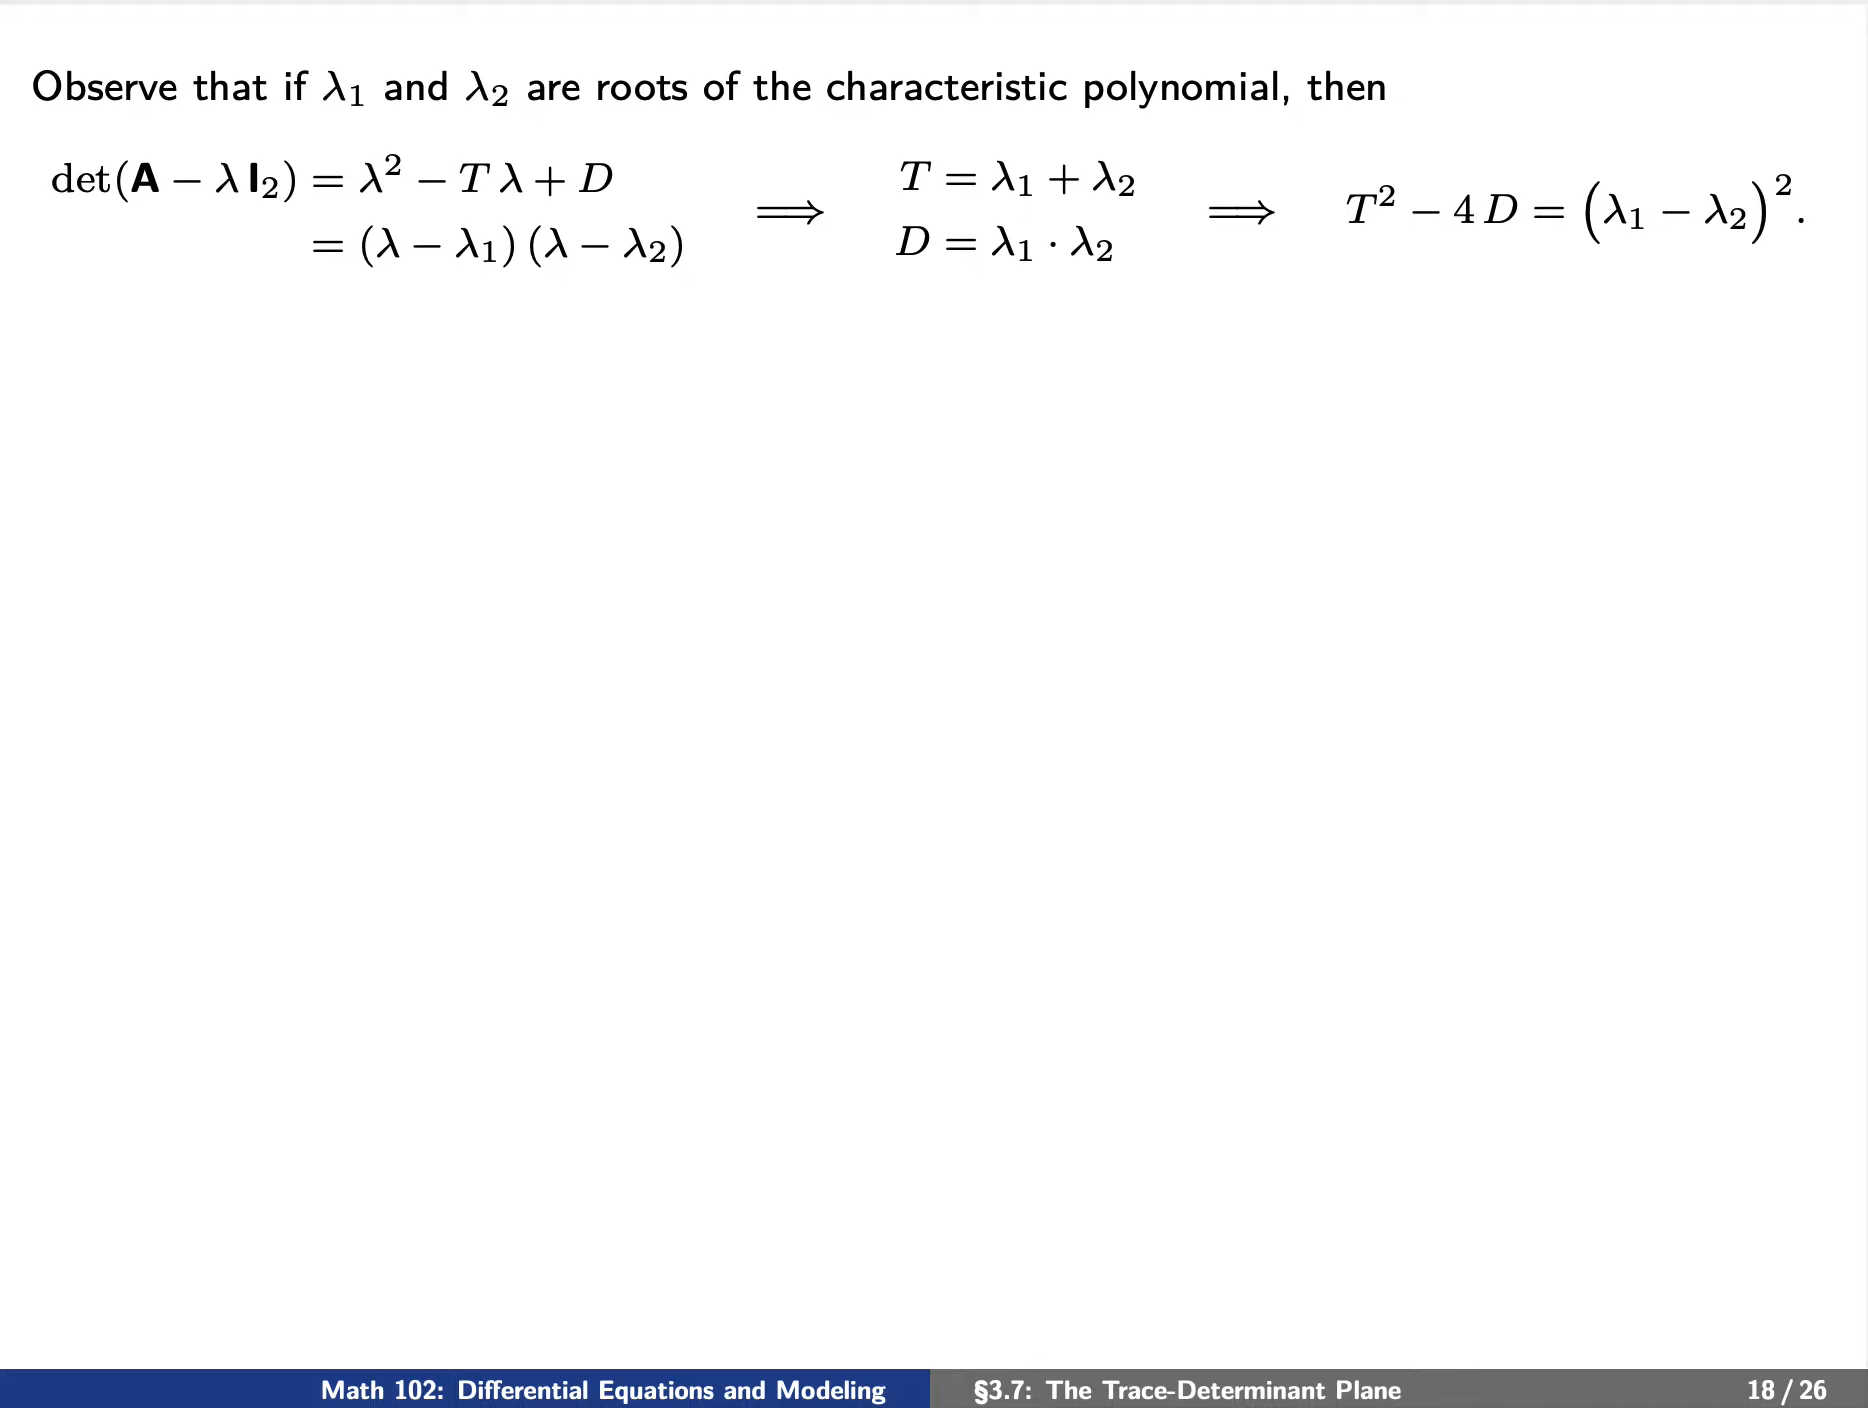 Observe that if λ₁ and λ₂ are roots of the characteristic polynomial, then
det(A − λ I₂) = λ² − T λ + D
= (λ − λ₁) (λ − λ₂)
⟹
T = λ₁ + λ₂
D = λ₁ · λ₂
⟹
T² − 4 D = (λ₁ − λ₂)².
Math 102: Differential Equations and Modeling
§3.7: The Trace-Determinant Plane
18 / 26